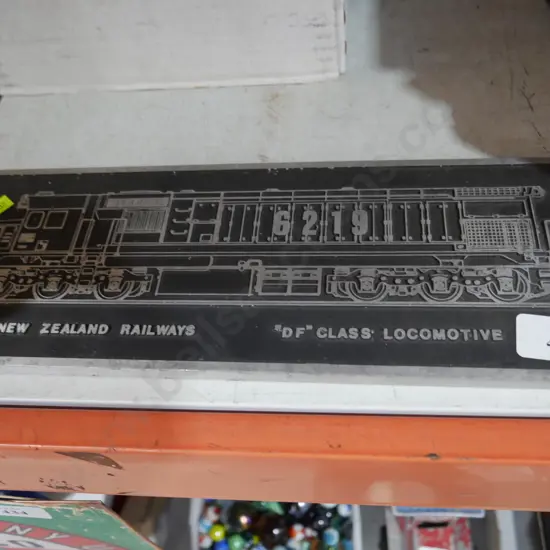 6219
NEW ZEALAND RAILWAYS
"DF" CLASS LOCOMOTIVE